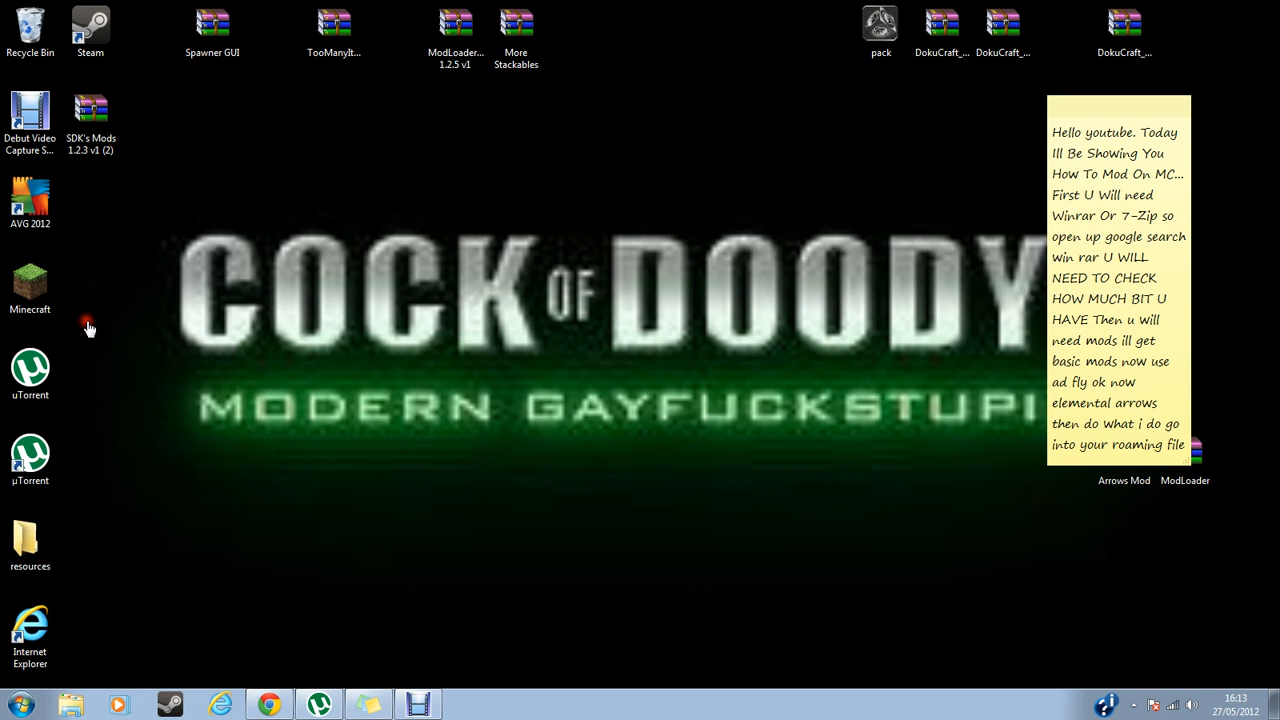 Recycle Bin
Steam
Spawner GUI
TooManyIt...
ModLoader...
1.2.5 v1
More
Stackables
pack
DokuCraft_...
DokuCraft_...
DokuCraft_...
Debut Video
Capture S...
SDK's Mods
1.2.3 v1 (2)
AVG 2012
Minecraft
uTorrent
µTorrent
resources
Internet
Explorer
COCK OF DOODY
MODERN GAYFUCKSTUPI
Hello youtube. Today
Ill Be Showing You
How To Mod On MC...
First U Will need
Winrar Or 7-Zip so
open up google search
win rar U WILL
NEED TO CHECK
HOW MUCH BIT U
HAVE Then u will
need mods ill get
basic mods now use
ad fly ok now
elemental arrows
then do what i do go
into your roaming file
Arrows Mod
ModLoader
16:13
27/05/2012